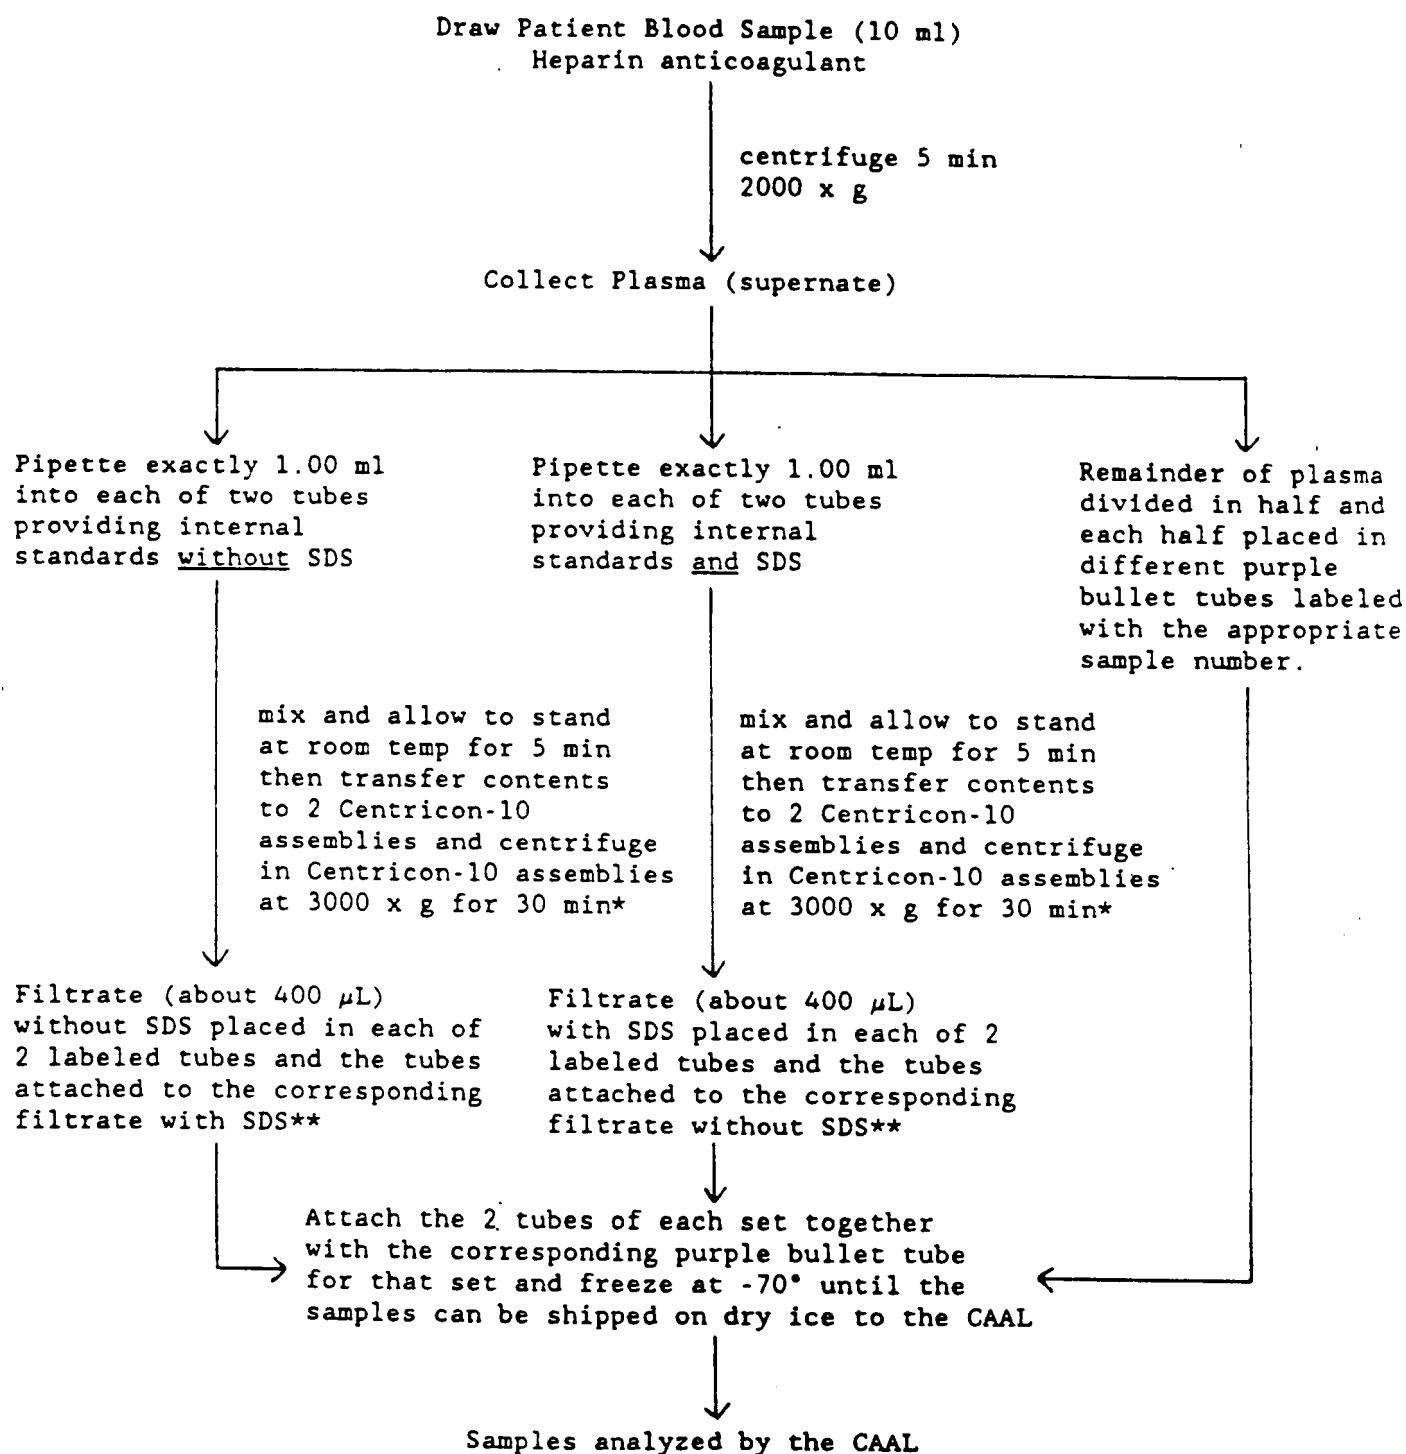 Draw Patient Blood Sample (10 ml)
Heparin anticoagulant
centrifuge 5 min
2000 x g
Collect Plasma (supernate)
Pipette exactly 1.00 ml
into each of two tubes
providing internal
standards without SDS
Pipette exactly 1.00 ml
into each of two tubes
providing internal
standards and SDS
Remainder of plasma
divided in half and
each half placed in
different purple
bullet tubes labeled
with the appropriate
sample number.
mix and allow to stand
at room temp for 5 min
then transfer contents
to 2 Centricon-10
assemblies and centrifuge
in Centricon-10 assemblies
at 3000 x g for 30 min*
mix and allow to stand
at room temp for 5 min
then transfer contents
to 2 Centricon-10
assemblies and centrifuge
in Centricon-10 assemblies
at 3000 x g for 30 min*
Filtrate (about 400 μL)
without SDS placed in each of
2 labeled tubes and the tubes
attached to the corresponding
filtrate with SDS**
Filtrate (about 400 μL)
with SDS placed in each of 2
labeled tubes and the tubes
attached to the corresponding
filtrate without SDS**
Attach the 2 tubes of each set together
with the corresponding purple bullet tube
for that set and freeze at -70° until the
samples can be shipped on dry ice to the CAAL
Samples analyzed by the CAAL